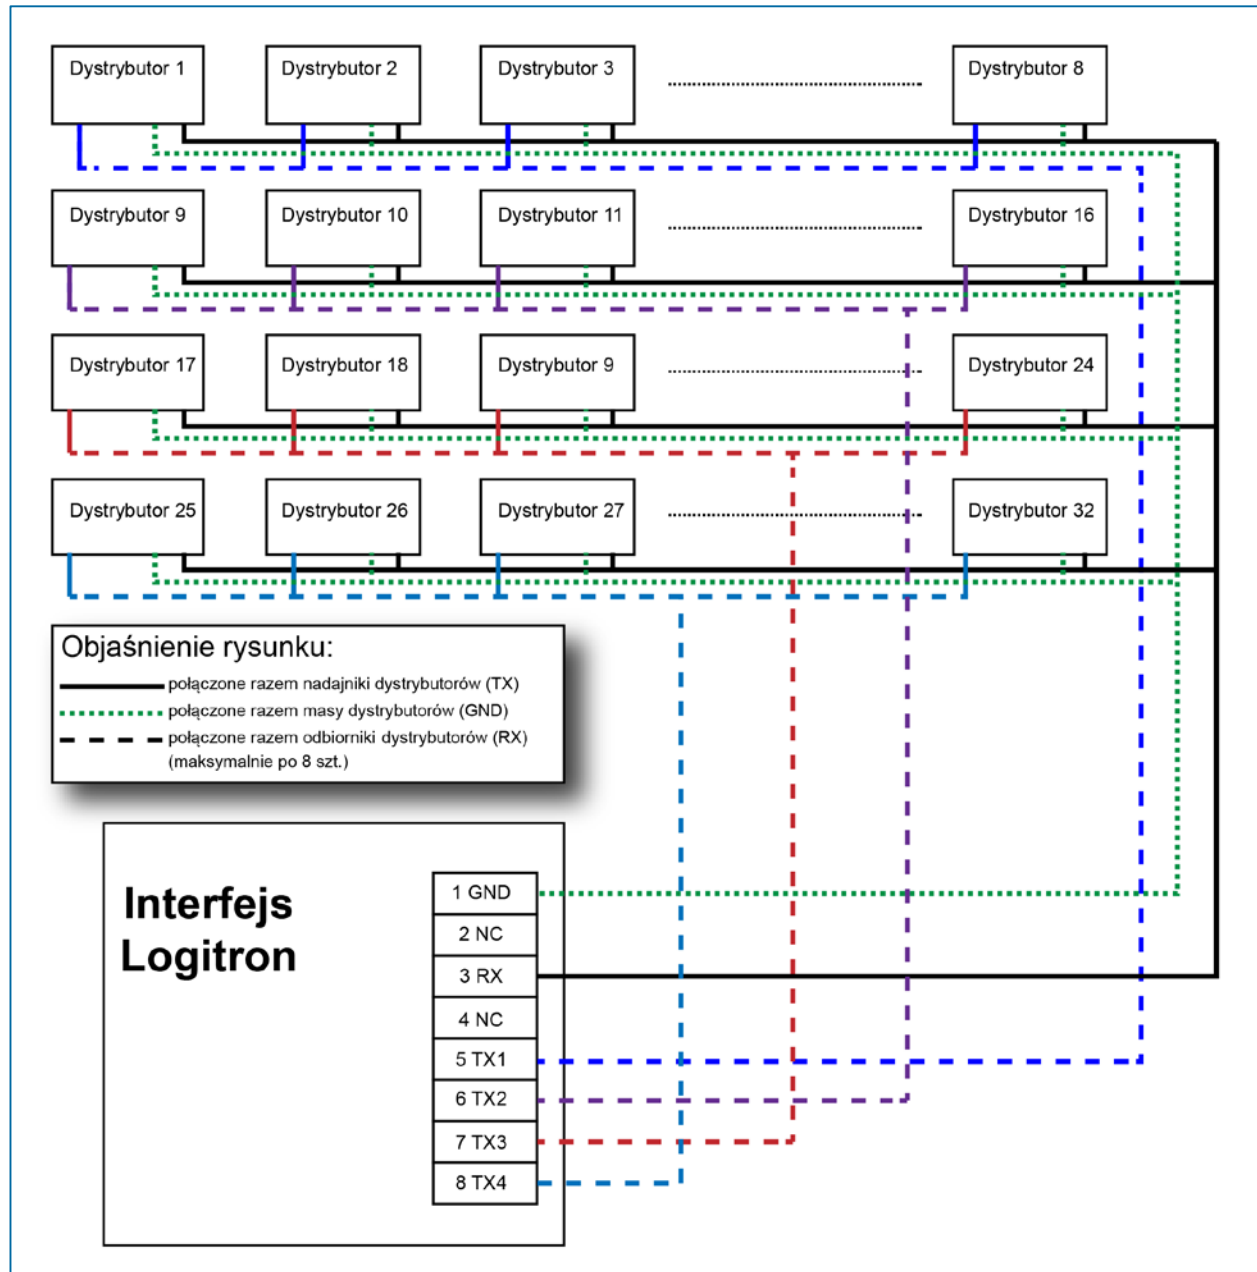 Dystrybutor 1
Dystrybutor 2
Dystrybutor 3
Dystrybutor 8
Dystrybutor 9
Dystrybutor 10
Dystrybutor 11
Dystrybutor 16
Dystrybutor 17
Dystrybutor 18
Dystrybutor 9
Dystrybutor 24
Dystrybutor 25
Dystrybutor 26
Dystrybutor 27
Dystrybutor 32
Objaśnienie rysunku:
połączone razem nadajniki dystrybutorów (TX)
połączone razem masy dystrybutorów (GND)
połączone razem odbiorniki dystrybutorów (RX)
(maksymalnie po 8 szt.)
Interfejs
Logitron
1 GND
2 NC
3 RX
4 NC
5 TX1
6 TX2
7 TX3
8 TX4